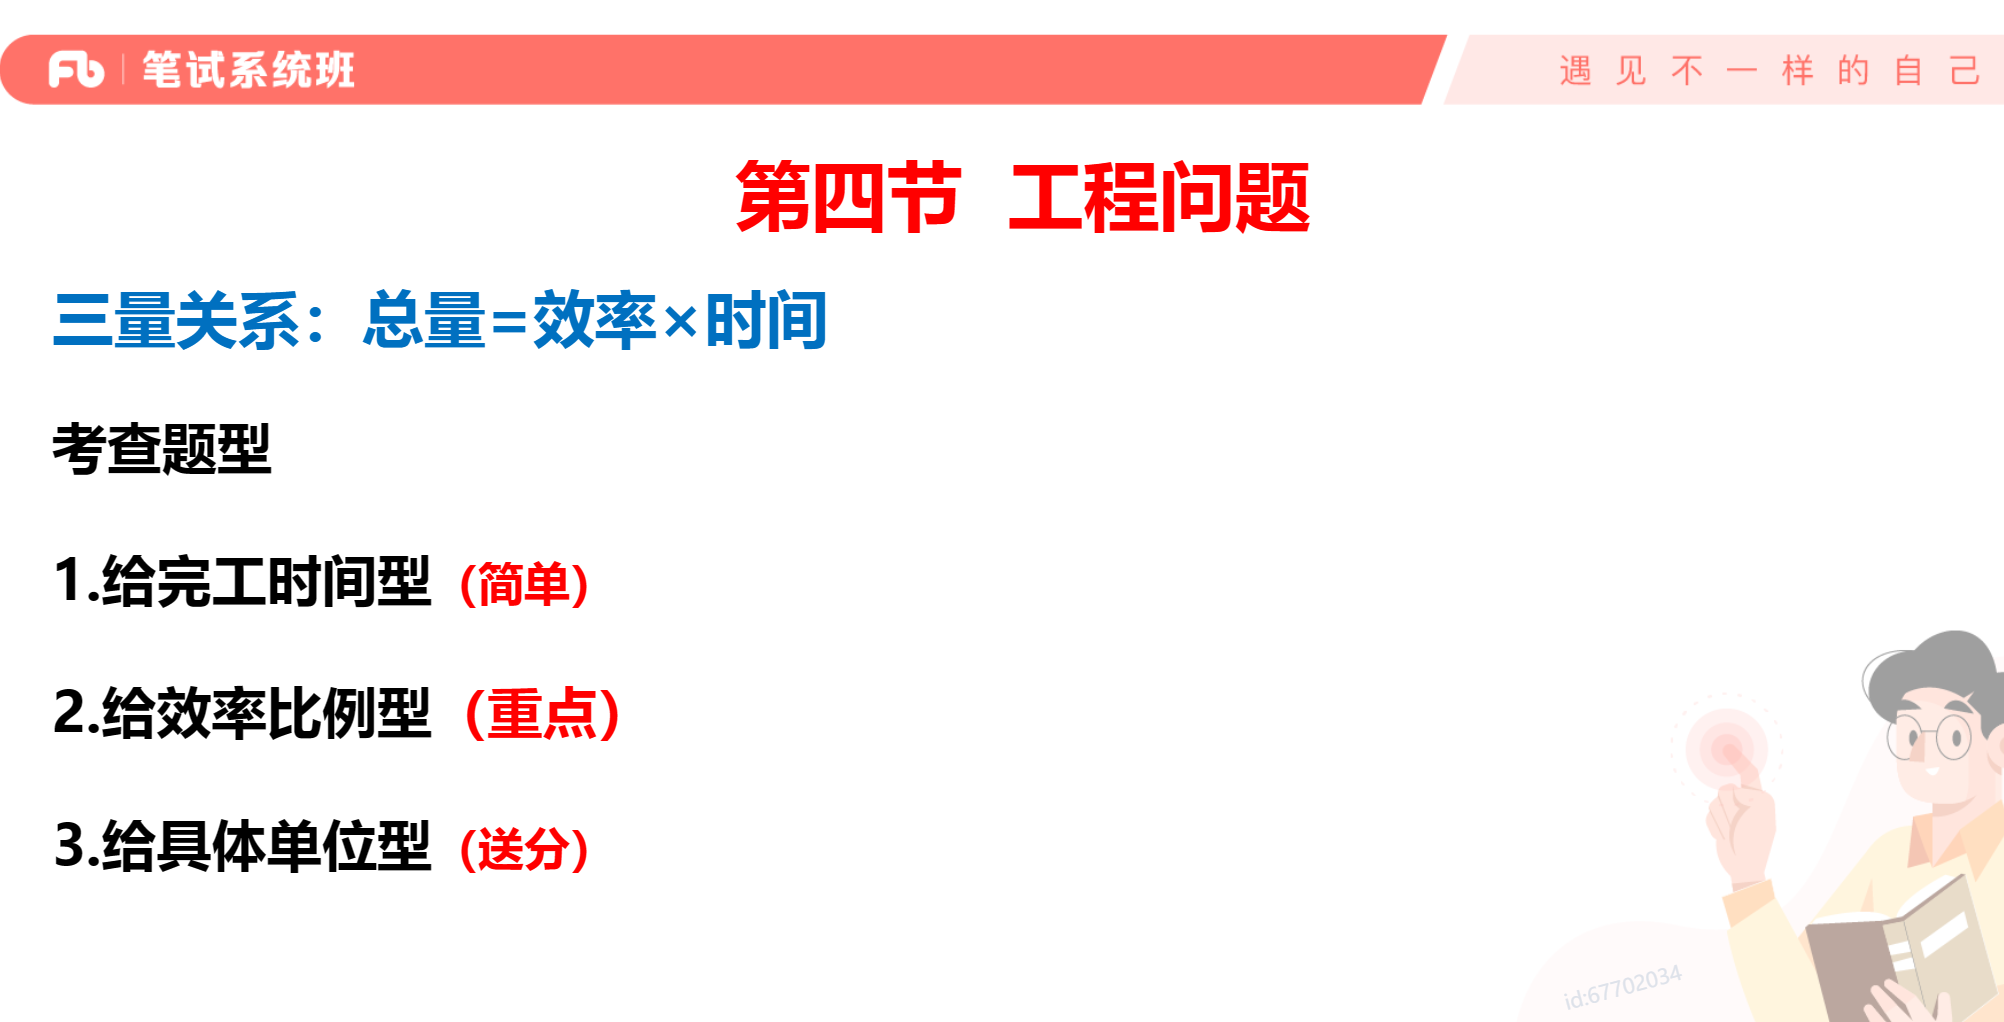 Fb 笔试系统班
遇见不一样的自己
第四节 工程问题
三量关系：总量=效率×时间
考查题型
1.给完工时间型（简单）
2.给效率比例型（重点）
3.给具体单位型（送分）
id:67702034